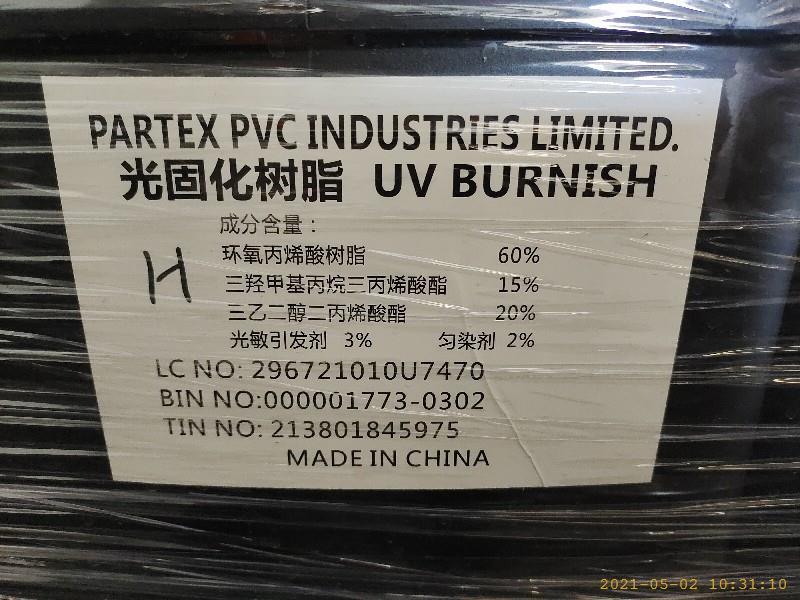 PARTEX PVC INDUSTRIES LIMITED.
光固化树脂 UV BURNISH
成分含量：
环氧丙烯酸树脂 60%
H
三羟甲基丙烷三丙烯酸酯 15%
三乙二醇二丙烯酸酯 20%
光敏引发剂 3% 匀染剂 2%
LC NO: 296721010U7470
BIN NO:000001773-0302
TIN NO: 213801845975
MADE IN CHINA
2021-05-02 10:31:10